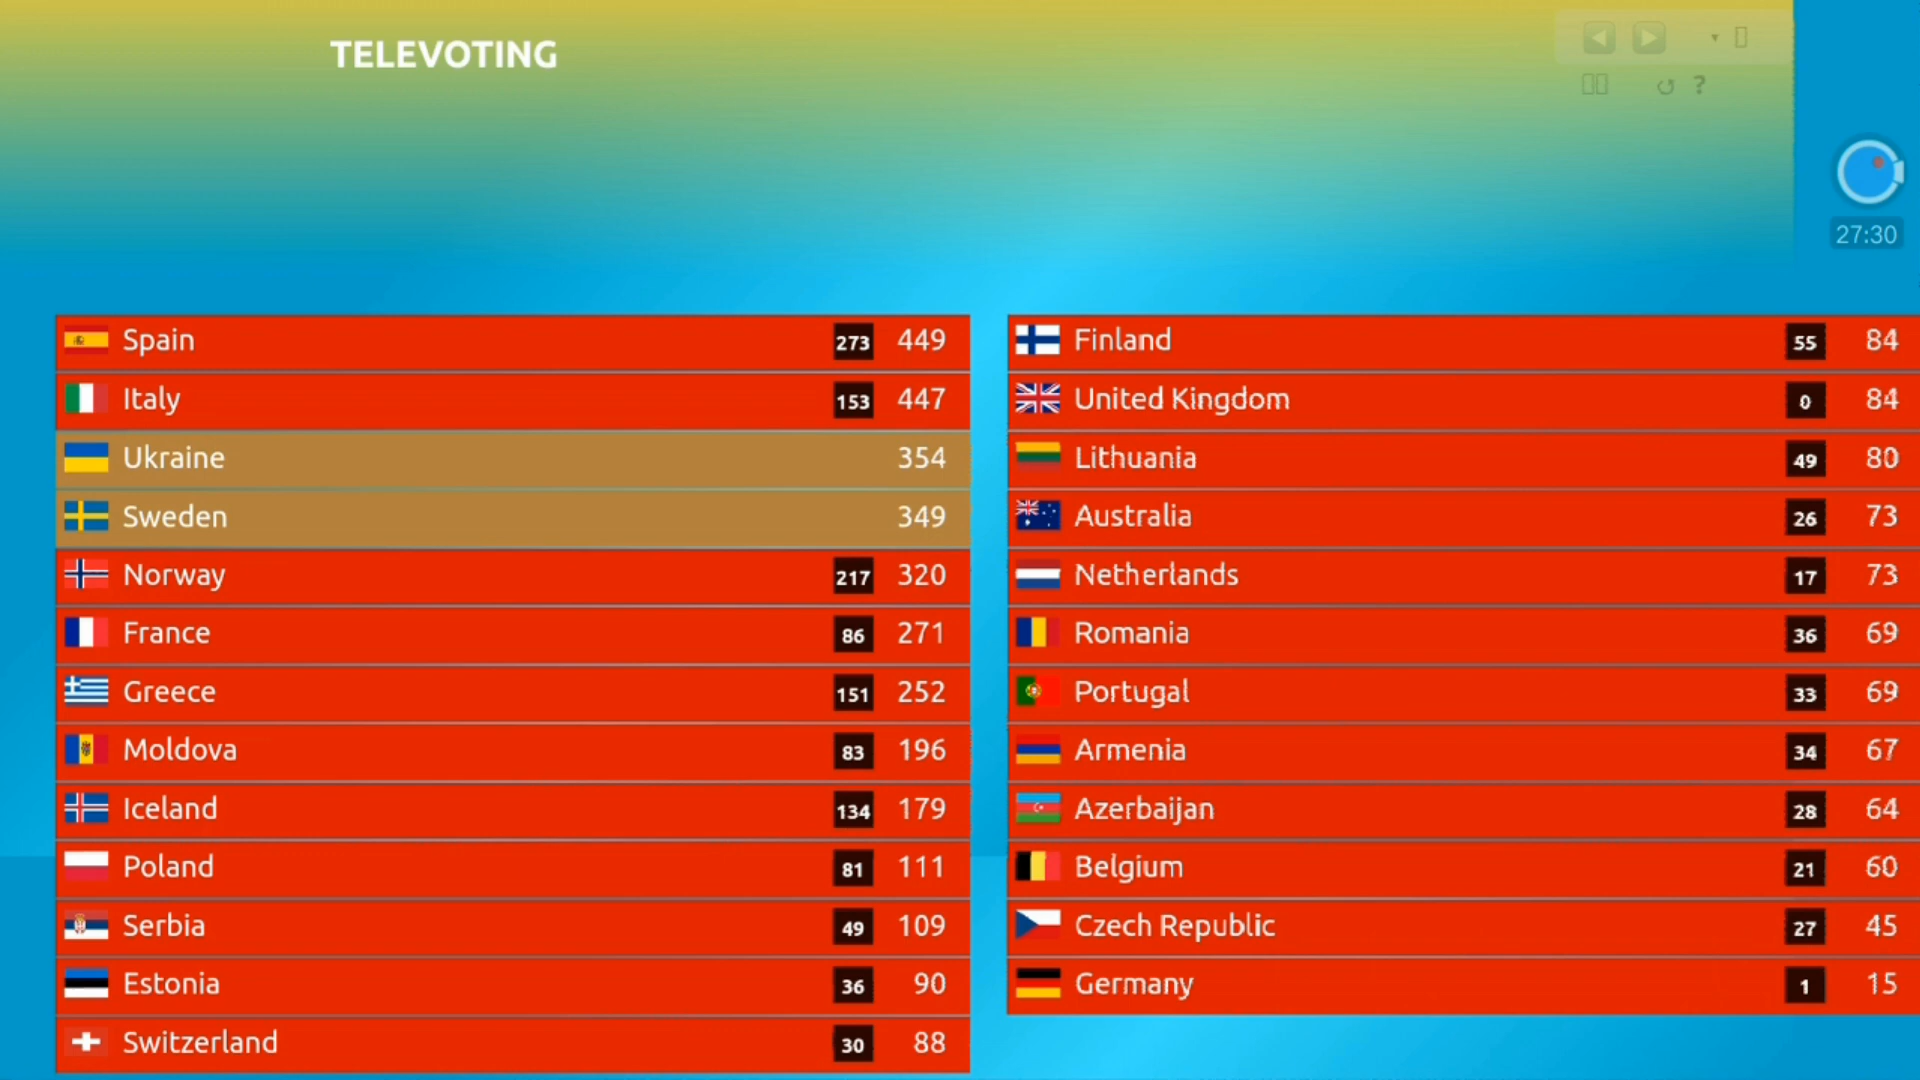 TELEVOTING
?
27:30
Spain 273 449
Italy 153 447
Ukraine 354
Sweden 349
Norway 217 320
France 86 271
Greece 151 252
Moldova 83 196
Iceland 134 179
Poland 81 111
Serbia 49 109
Estonia 36 90
Switzerland 30 88
Finland 55 84
United Kingdom 0 84
Lithuania 49 80
Australia 26 73
Netherlands 17 73
Romania 36 69
Portugal 33 69
Armenia 34 67
Azerbaijan 28 64
Belgium 21 60
Czech Republic 27 45
Germany 1 15